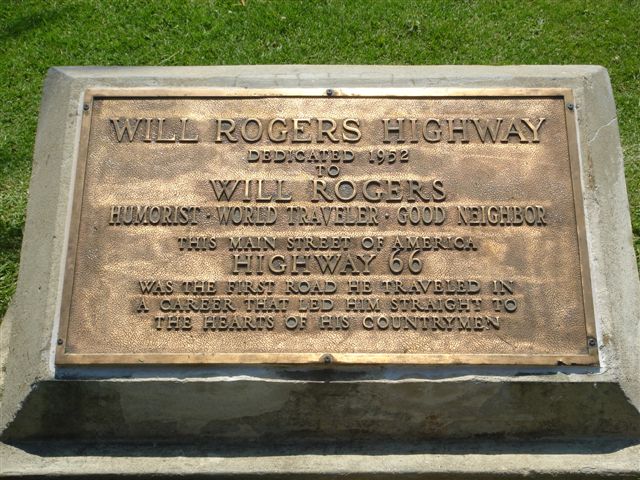 WILL ROGERS HIGHWAY
DEDICATED 1952
TO
WILL ROGERS
HUMORIST · WORLD TRAVELER · GOOD NEIGHBOR
THIS MAIN STREET OF AMERICA
HIGHWAY 66
WAS THE FIRST ROAD HE TRAVELED IN
A CAREER THAT LED HIM STRAIGHT TO
THE HEARTS OF HIS COUNTRYMEN